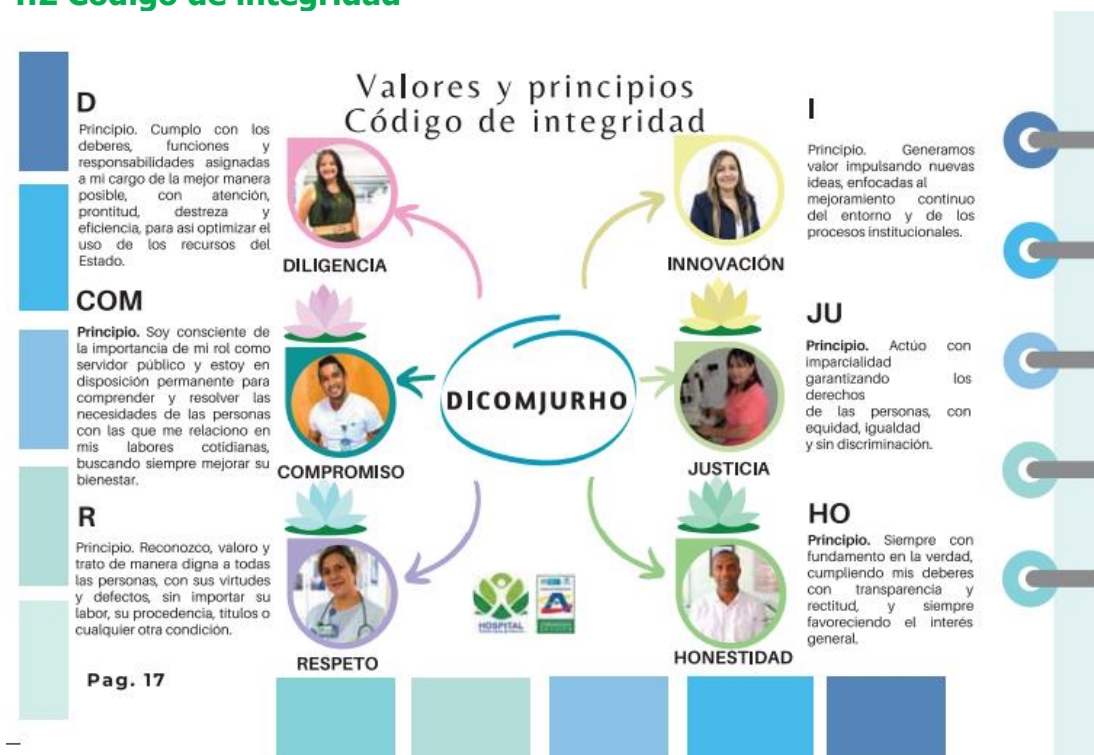 1.2 Código de integridad
Valores y principios
Código de integridad
D
Principio. Cumplo con los
deberes, funciones y
responsabilidades asignadas
a mi cargo de la mejor manera
posible, con atención,
prontitud, destreza y
eficiencia, para asi optimizar el
uso de los recursos del
Estado.
DILIGENCIA
COM
Principio. Soy consciente de
la importancia de mi rol como
servidor público y estoy en
disposición permanente para
comprender y resolver las
necesidades de las personas
con las que me relaciono en
mis labores cotidianas,
buscando siempre mejorar su
bienestar.
COMPROMISO
R
Principio. Reconozco, valoro y
trato de manera digna a todas
las personas, con sus virtudes
y defectos, sin importar su
labor, su procedencia, títulos o
cualquier otra condición.
RESPETO
Pag. 17
DICOMJURHO
HOSPITAL
I
Principio. Generamos
valor impulsando nuevas
ideas, enfocadas al
mejoramiento continuo
del entorno y de los
procesos institucionales.
INNOVACIÓN
JU
Principio. Actúo con
imparcialidad
garantizando los
derechos
de las personas, con
equidad, igualdad
y sin discriminación.
JUSTICIA
HO
Principio. Siempre con
fundamento en la verdad,
cumpliendo mis deberes
con transparencia y
rectitud, y siempre
favoreciendo el interés
general.
HONESTIDAD